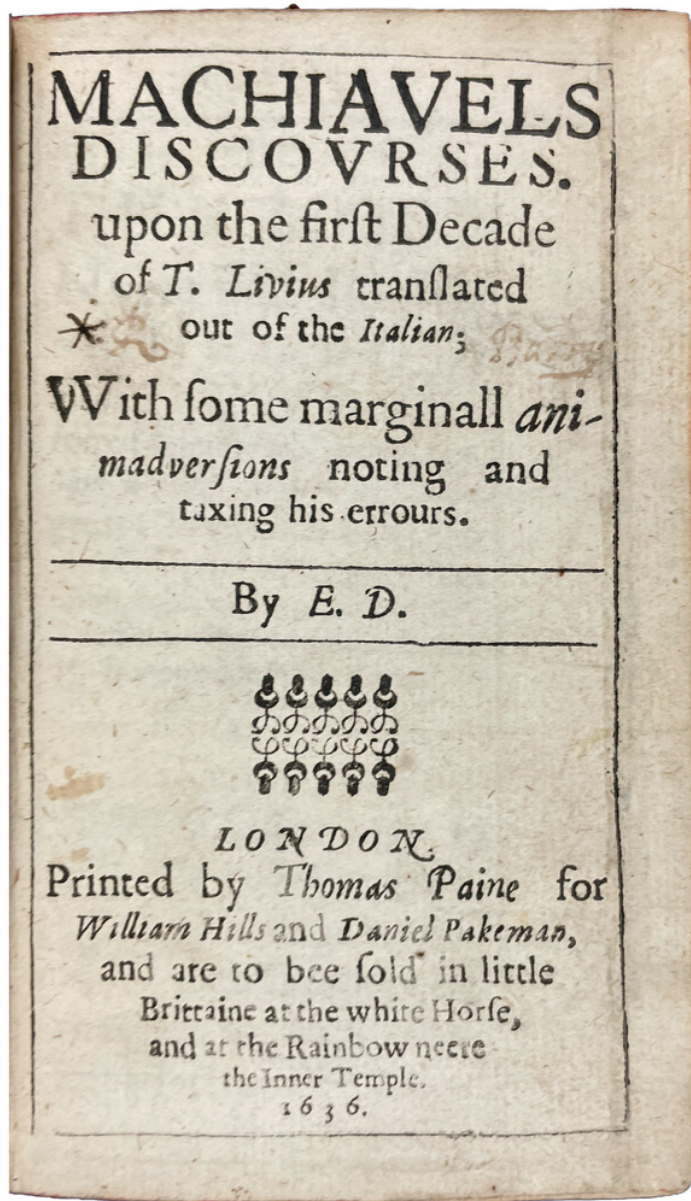 MACHIAVELS
DISCOVRSES.
upon the firſt Decade
of T. Livius tranſlated
out of the Italian;
VVith ſome marginall ani-
madverſions noting and
taxing his errours.
By E. D.
LONDON,
Printed by Thomas Paine for
William Hills and Daniel Pakeman,
and are to bee ſold in little
Brittaine at the white Horſe,
and at the Rainbow neere
the Inner Temple.
1636.